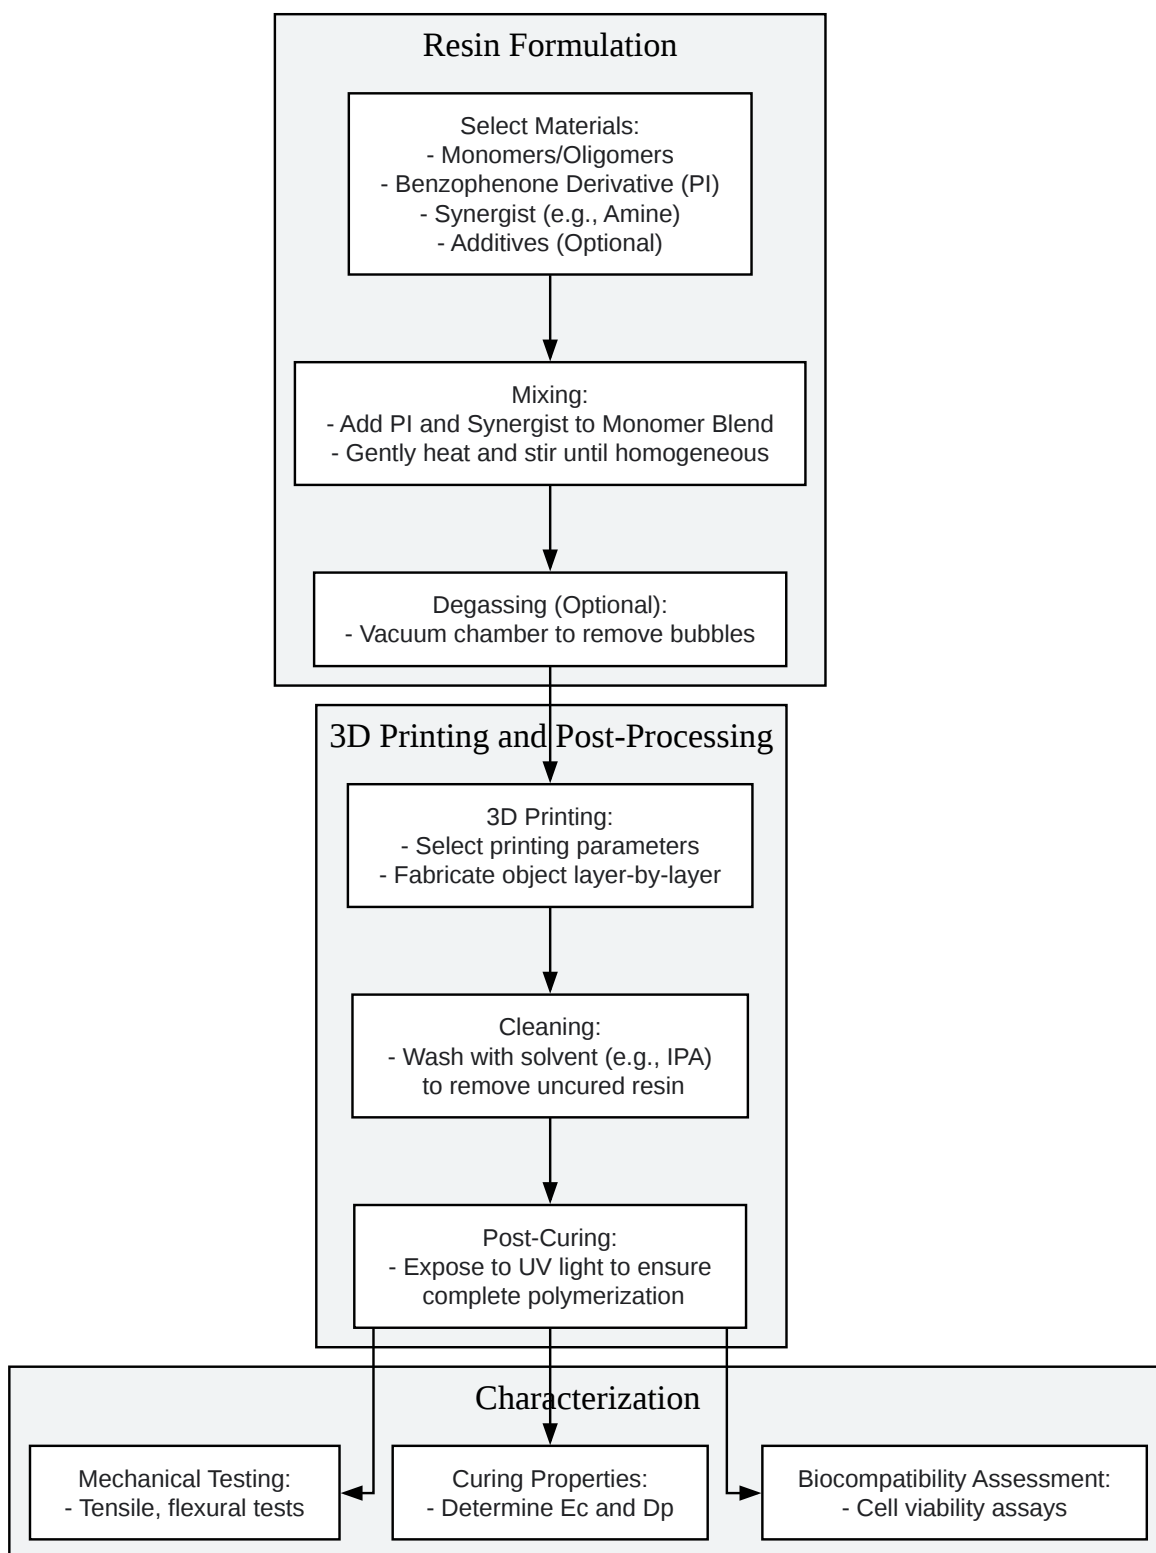 Resin Formulation
Select Materials:
- Monomers/Oligomers
- Benzophenone Derivative (PI)
- Synergist (e.g., Amine)
- Additives (Optional)
Mixing:
- Add PI and Synergist to Monomer Blend
- Gently heat and stir until homogeneous
Degassing (Optional):
- Vacuum chamber to remove bubbles
3D Printing and Post-Processing
3D Printing:
- Select printing parameters
- Fabricate object layer-by-layer
Cleaning:
- Wash with solvent (e.g., IPA)
to remove uncured resin
Post-Curing:
- Expose to UV light to ensure
complete polymerization
Characterization
Mechanical Testing:
- Tensile, flexural tests
Curing Properties:
- Determine Ec and Dp
Biocompatibility Assessment:
- Cell viability assays